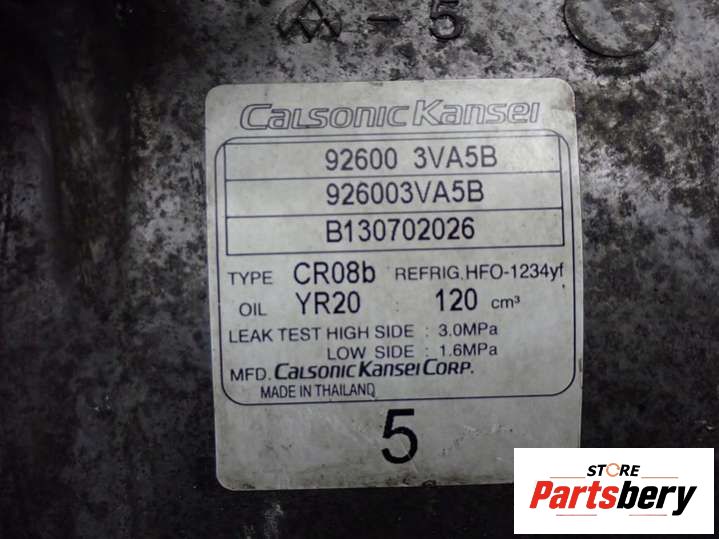 - 5
CALSONIC KANSEI
92600 3VA5B
926003VA5B
B130702026
TYPE CR08b REFRIG. HFO-1234yf
OIL YR20 120 cm³
LEAK TEST HIGH SIDE : 3.0MPa
LOW SIDE : 1.6MPa
MFD. CALSONIC KANSEI CORP.
MADE IN THAILAND
5
STORE
Partsbery